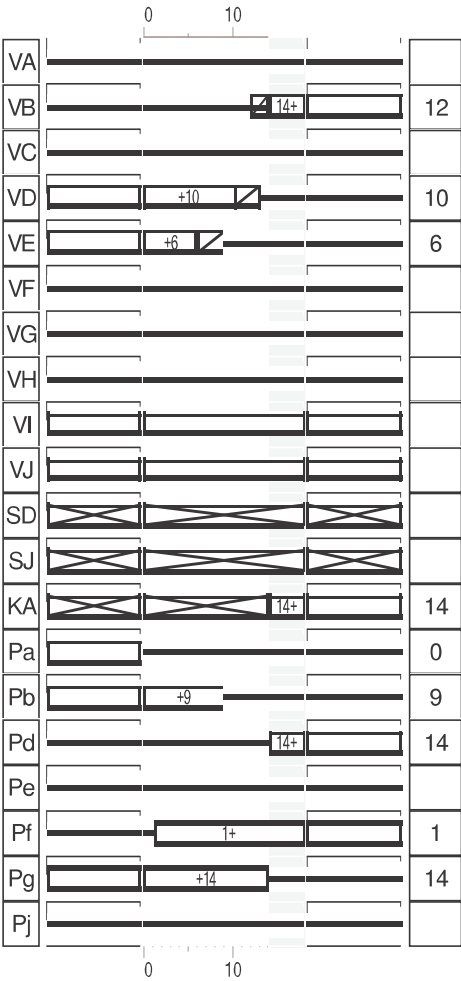 0 10
VA
VB 14+ 12
VC
VD +10 10
VE +6 6
VF
VG
VH
VI
VJ
SD
SJ
KA 14+ 14
Pa 0
Pb +9 9
Pd 14+ 14
Pe
Pf 1+ 1
Pg +14 14
Pj
0 10